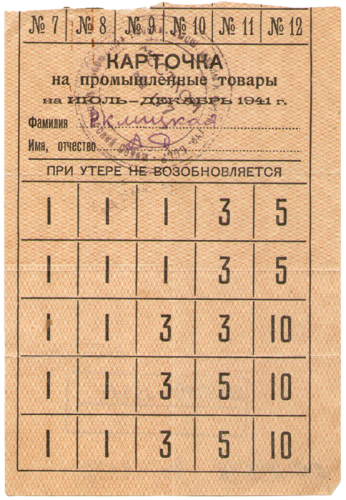 № 7 № 8 № 9 № 10 № 11 № 12
КАРТОЧКА
на промышленные товары
на ИЮЛЬ—ДЕКАБРЬ 1941 г.
Фамилия
Имя, отчество
ПРИ УТЕРЕ НЕ ВОЗОБНОВЛЯЕТСЯ
1 1 1 3 5
1 1 1 3 5
1 1 3 3 10
1 1 3 5 10
1 1 3 5 10